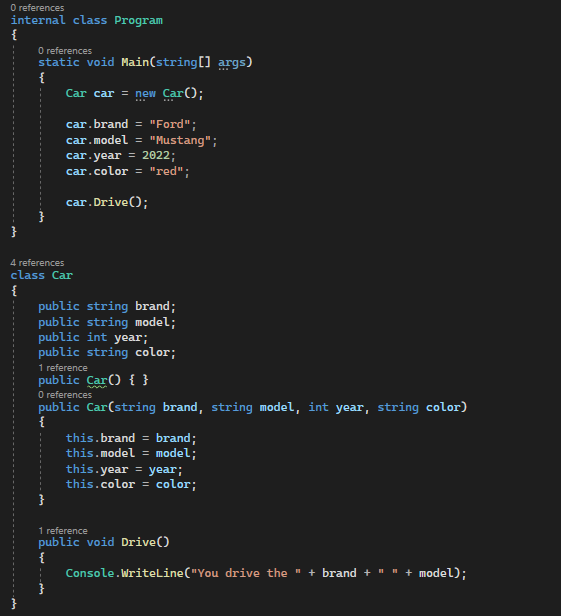 0 references
internal class Program
{
0 references
static void Main(string[] args)
{
Car car = new Car();
car.brand = "Ford";
car.model = "Mustang";
car.year = 2022;
car.color = "red";
car.Drive();
}
}
4 references
class Car
{
public string brand;
public string model;
public int year;
public string color;
1 reference
public Car() { }
0 references
public Car(string brand, string model, int year, string color)
{
this.brand = brand;
this.model = model;
this.year = year;
this.color = color;
}
1 reference
public void Drive()
{
Console.WriteLine("You drive the " + brand + " " + model);
}
}